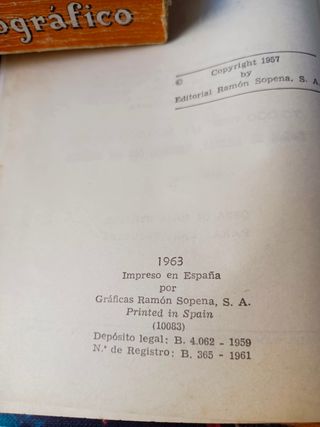 ográfico
Copyright 1957
© by
Editorial Ramón Sopena, S. A.
1963
Impreso en España
por
Gráficas Ramón Sopena, S. A.
Printed in Spain
(10083)
Depósito legal: B. 4.062 - 1959
N.º de Registro: B. 365 - 1961